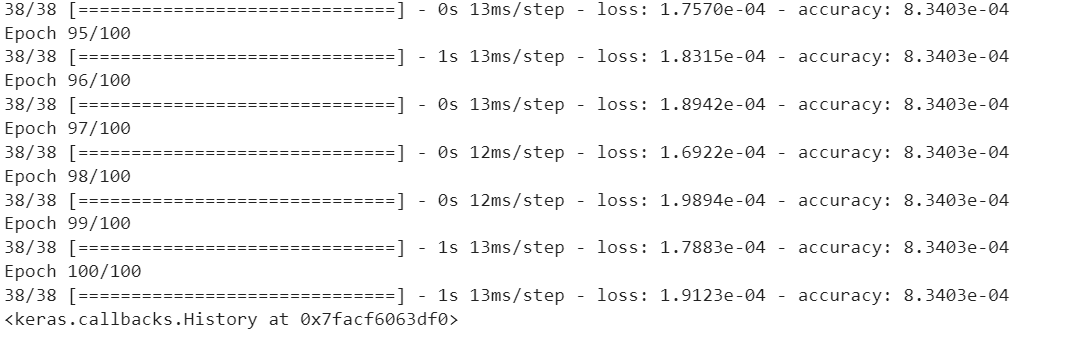 38/38 [==============================] - 0s 13ms/step - loss: 1.7570e-04 - accuracy: 8.3403e-04
Epoch 95/100
38/38 [==============================] - 1s 13ms/step - loss: 1.8315e-04 - accuracy: 8.3403e-04
Epoch 96/100
38/38 [==============================] - 0s 13ms/step - loss: 1.8942e-04 - accuracy: 8.3403e-04
Epoch 97/100
38/38 [==============================] - 0s 12ms/step - loss: 1.6922e-04 - accuracy: 8.3403e-04
Epoch 98/100
38/38 [==============================] - 0s 12ms/step - loss: 1.9894e-04 - accuracy: 8.3403e-04
Epoch 99/100
38/38 [==============================] - 1s 13ms/step - loss: 1.7883e-04 - accuracy: 8.3403e-04
Epoch 100/100
38/38 [==============================] - 1s 13ms/step - loss: 1.9123e-04 - accuracy: 8.3403e-04
<keras.callbacks.History at 0x7facf6063df0>